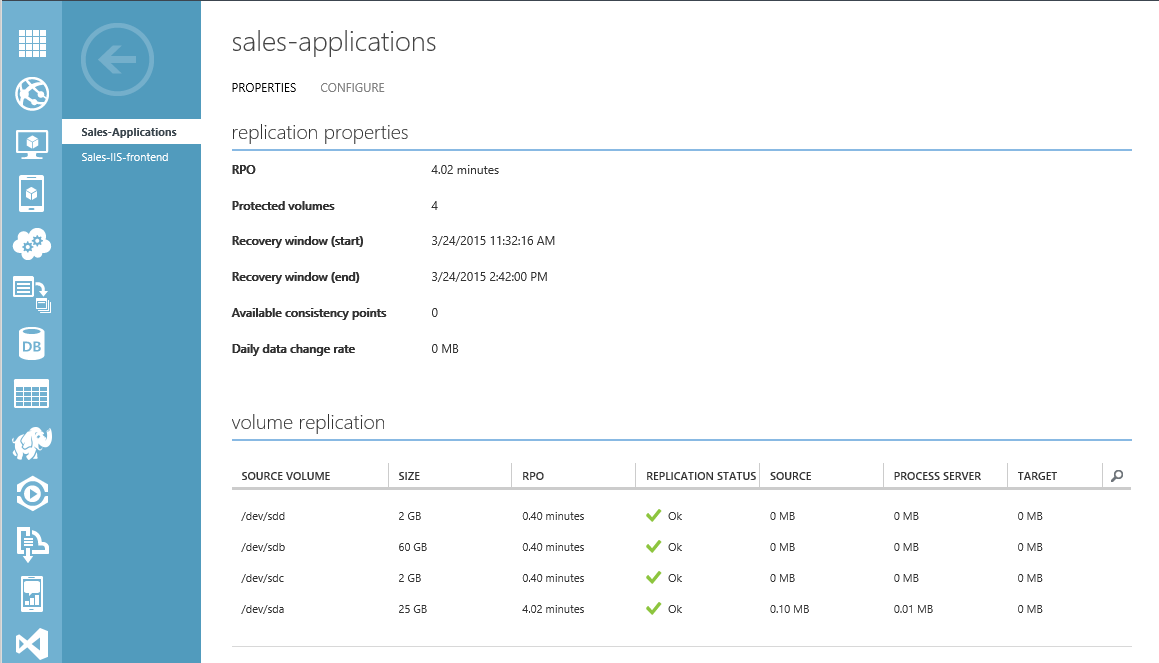 sales-applications
PROPERTIES CONFIGURE
Sales-Applications
Sales-IIS-frontend
replication properties
RPO 4.02 minutes
Protected volumes 4
Recovery window (start) 3/24/2015 11:32:16 AM
Recovery window (end) 3/24/2015 2:42:00 PM
Available consistency points 0
Daily data change rate 0 MB
DB
volume replication
SOURCE VOLUME SIZE RPO REPLICATION STATUS SOURCE PROCESS SERVER TARGET
/dev/sdd 2 GB 0.40 minutes Ok 0 MB 0 MB 0 MB
/dev/sdb 60 GB 0.40 minutes Ok 0 MB 0 MB 0 MB
/dev/sdc 2 GB 0.40 minutes Ok 0 MB 0 MB 0 MB
/dev/sda 25 GB 4.02 minutes Ok 0.10 MB 0.01 MB 0 MB